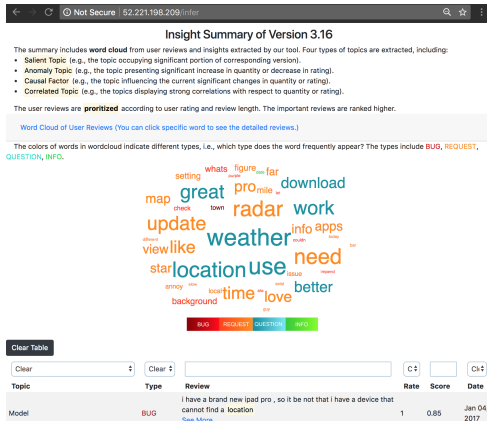 Not Secure | 52.221.198.209/infer
Insight Summary of Version 3.16
The summary includes word cloud from user reviews and insights extracted by our tool. Four types of topics are extracted, including:
• Salient Topic (e.g., the topic occupying significant portion of corresponding version).
• Anomaly Topic (e.g., the topic presenting significant increase in quantity or decrease in rating).
• Causal Factor (e.g., the topic influencing the current significant changes in quantity or rating).
• Correlated Topic (e.g., the topics displaying strong correlations with respect to quantity or rating).
The user reviews are prortized according to user rating and review length. The important reviews are ranked higher.
Word Cloud of User Reviews (You can click specific word to see the detailed reviews.)
The colors of words in wordcloud indicate different types, i.e., which type does the word frequently appear? The types include BUG, REQUEST,
QUESTION, INFO.
whats figure far
setting
great pro mile download
map
check town radar work
update info apps
different weather today
view like need
star location use issue
annoy local time love better
background
BUG REQUEST QUESTION INFO
Clear Table
Clear Clear C Cle
Topic Type Review Rate Score Date
i have a brand new ipad pro , so it be not that i have a device that
Model BUG cannot find a location 1 0.85 Jan 04, 2017
See More